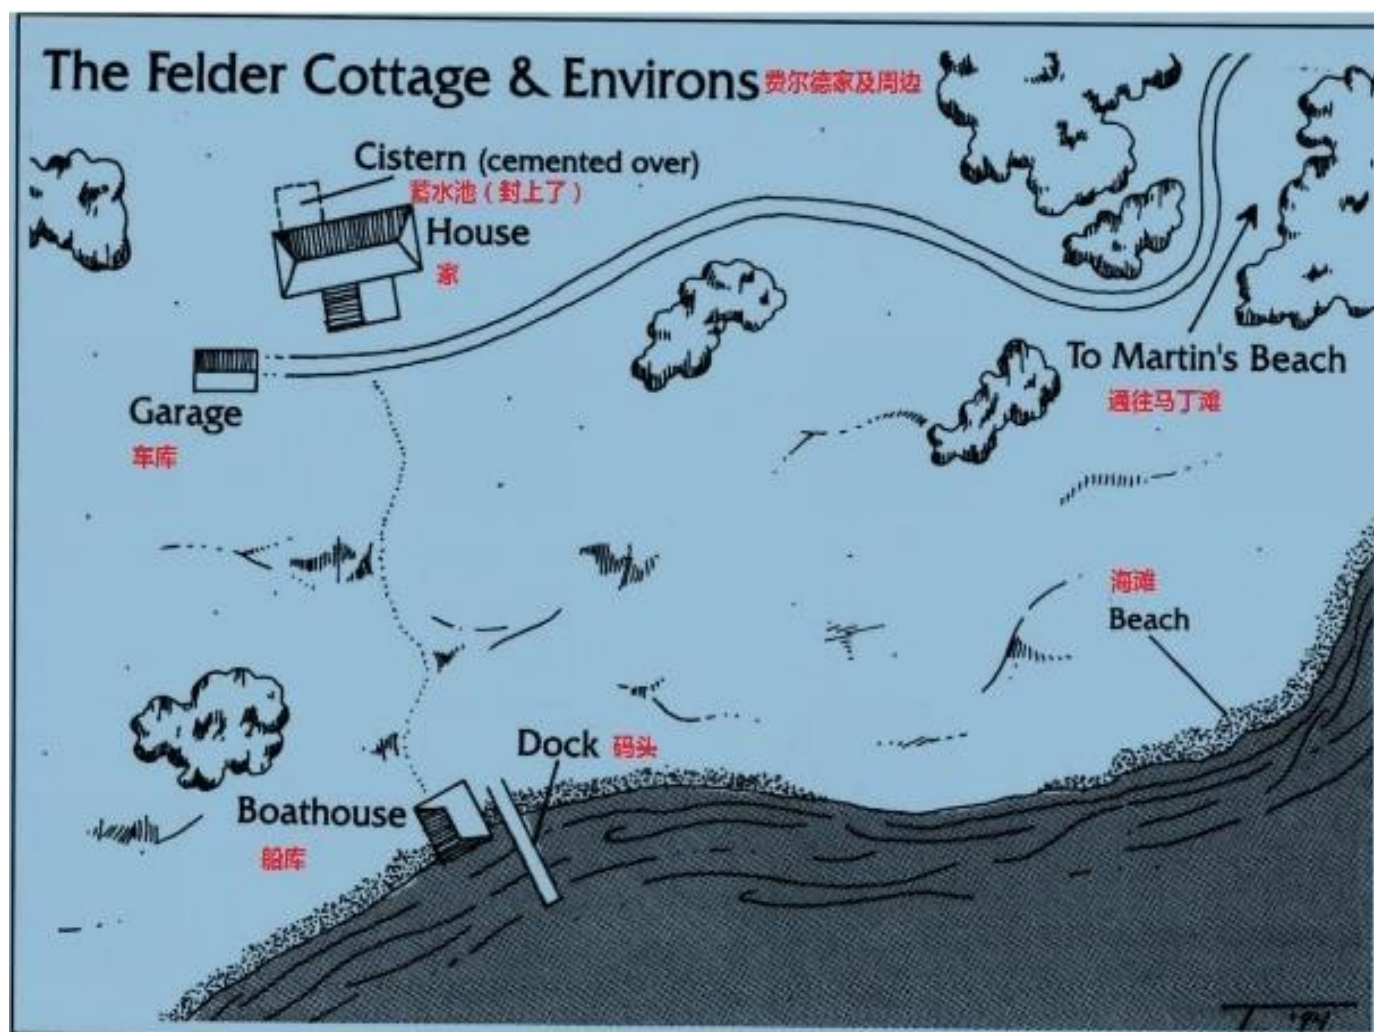 The Felder Cottage & Environs 费尔德家及周边
Cistern (cemented over)
蓄水池（封上了）
House
家
To Martin's Beach
通往马丁滩
Garage
车库
海滩
Beach
Dock 码头
Boathouse
船库